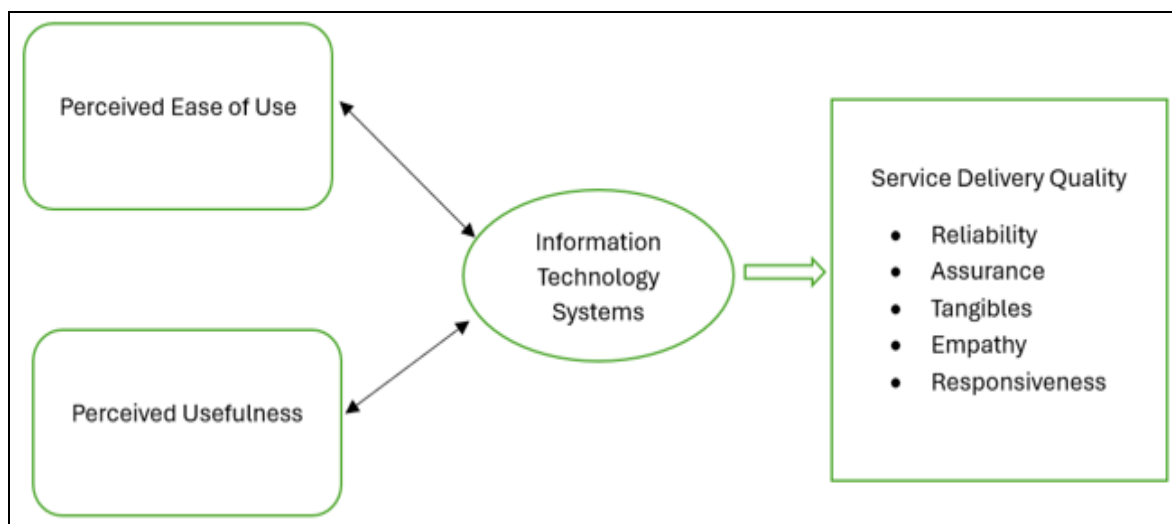 Perceived Ease of Use
Perceived Usefulness
Information
Technology
Systems
Service Delivery Quality
● Reliability
● Assurance
● Tangibles
● Empathy
● Responsiveness